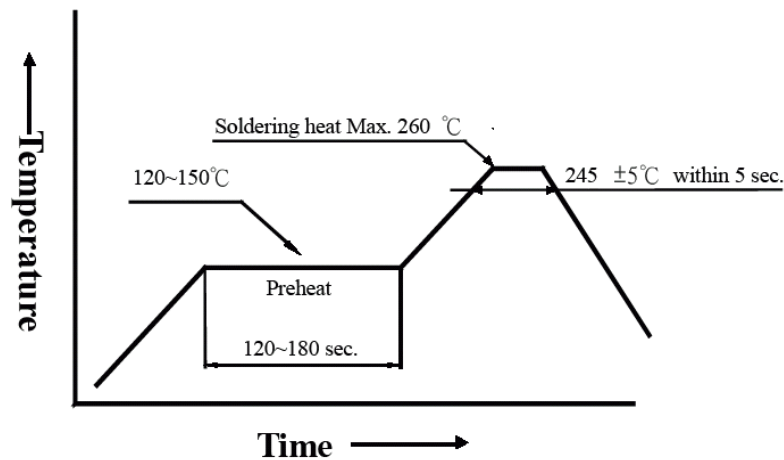 Temperature
Soldering heat Max. 260 ℃
120~150℃
245 ±5℃ within 5 sec.
Preheat
120~180 sec.
Time